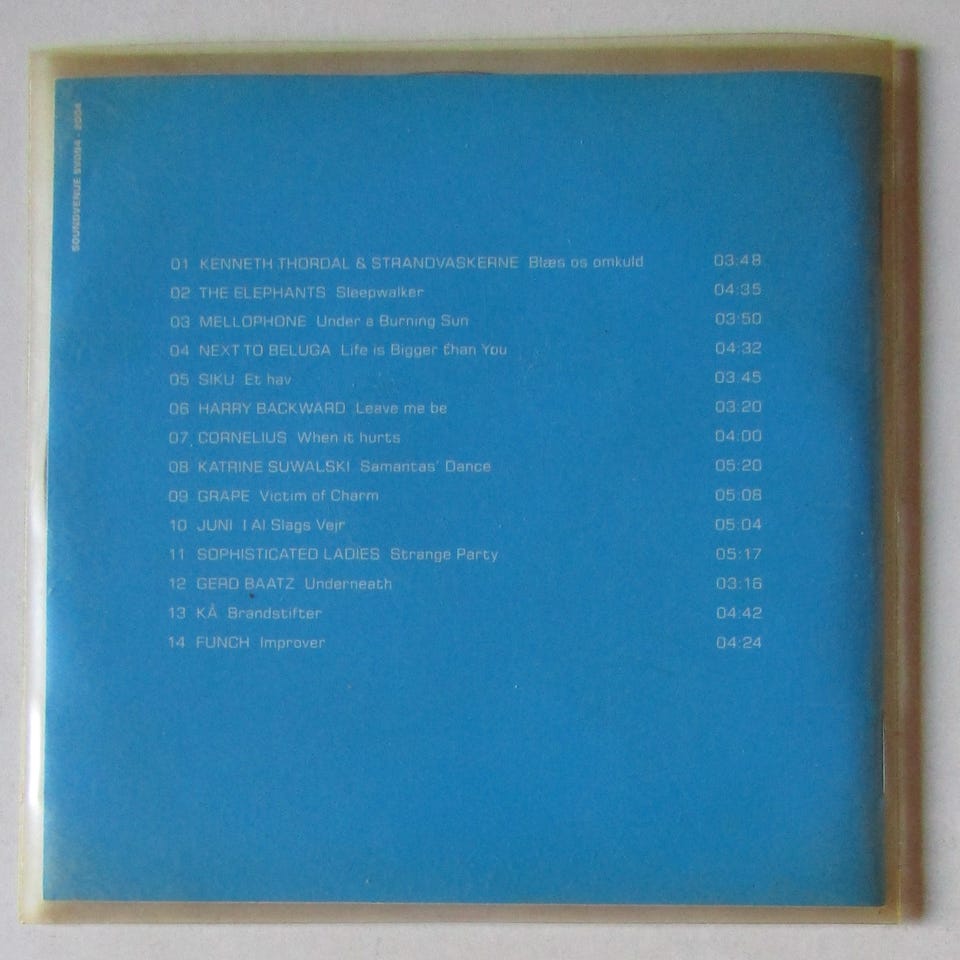 SOUNDVENUE SV004 - 2004
01 KENNETH THORDAL & STRANDVASKERNE Blæs os omkuld 03:48
02 THE ELEPHANTS Sleepwalker 04:35
03 MELLOPHONE Under a Burning Sun 03:50
04 NEXT TO BELUGA Life is Bigger than You 04:32
05 SIKU Et hav 03:45
06 HARRY BACKWARD Leave me be 03:20
07 CORNELIUS When it hurts 04:00
08 KATRINE SUWALSKI Samantas' Dance 05:20
09 GRAPE Victim of Charm 05:08
10 JUNI I Al Slags Vejr 05:04
11 SOPHISTICATED LADIES Strange Party 05:17
12 GERD BAATZ Underneath 03:16
13 KÅ Brandstifter 04:42
14 FUNCH Improver 04:24